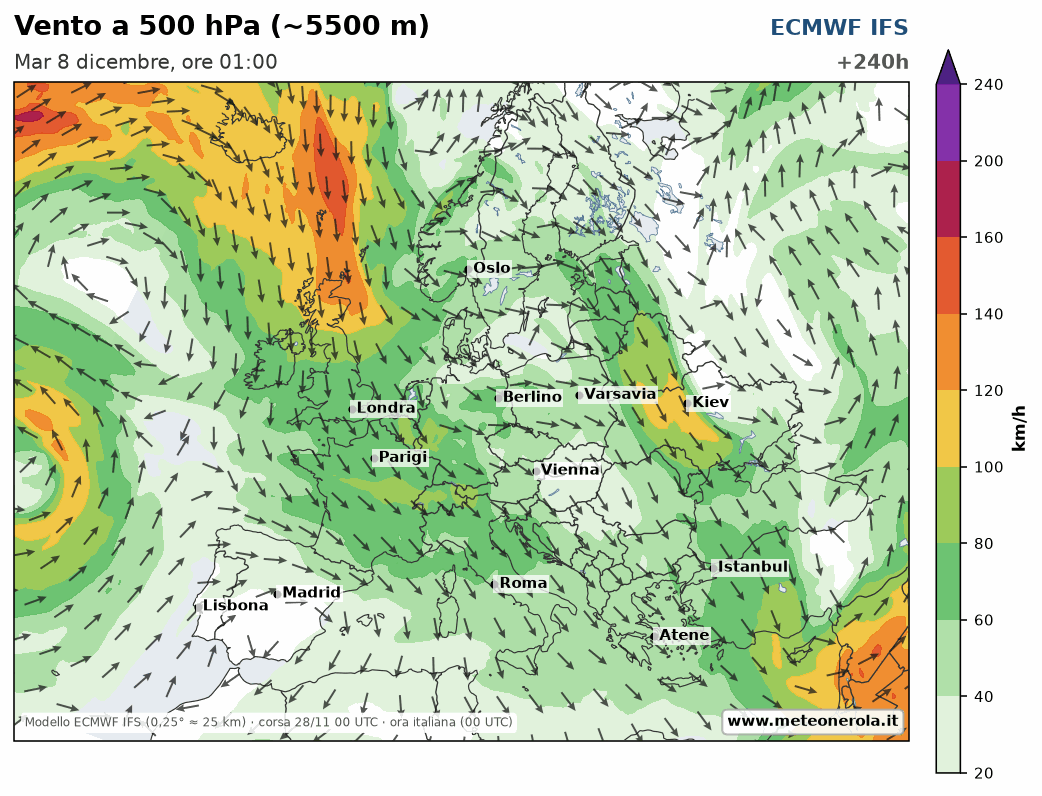 Vento a 500 hPa (~5500 m)
ECMWF IFS
Mar 8 dicembre, ore 01:00
+240h
240
200
160
140
120
100
80
60
40
20
km/h
Oslo
Berlino
Varsavia
Kiev
Londra
Parigi
Vienna
Istanbul
Roma
Madrid
Lisbona
Atene
Modello ECMWF IFS (0,25° ≈ 25 km) · corsa 28/11 00 UTC · ora italiana (00 UTC)
www.meteonerola.it